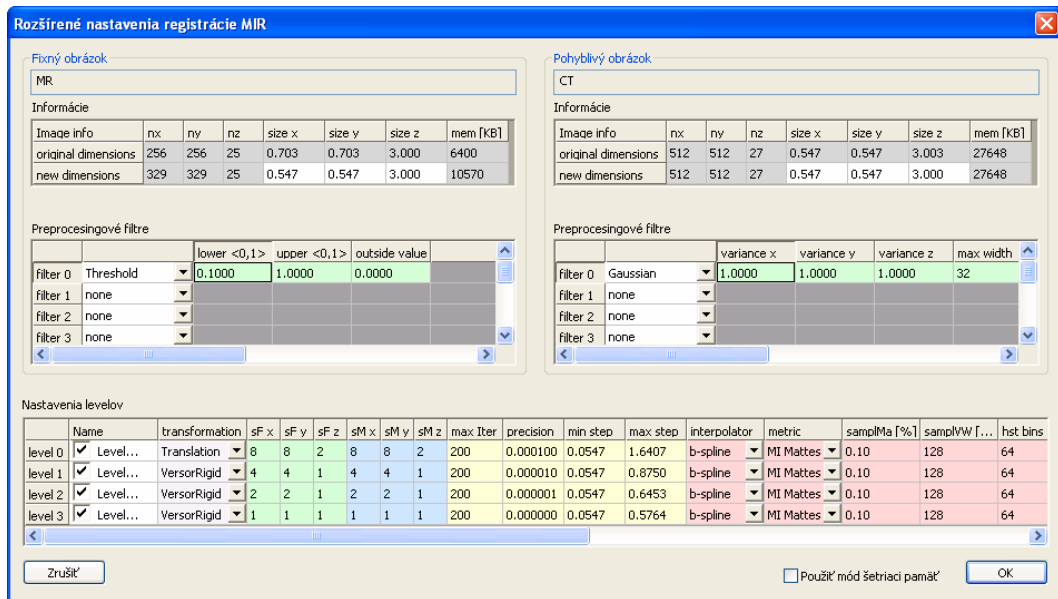 Rozšírené nastavenia registrácie MIR
Fixný obrázok
MR
Informácie
Image info nx ny nz size x size y size z mem [KB]
original dimensions 256 256 25 0.703 0.703 3.000 6400
new dimensions 329 329 25 0.547 0.547 3.000 10570
Preprocesingové filtre
lower <0,1> upper <0,1> outside value
filter 0 Threshold 0.1000 1.0000 0.0000
filter 1 none
filter 2 none
filter 3 none
Pohyblivý obrázok
CT
Informácie
Image info nx ny nz size x size y size z mem [KB]
original dimensions 512 512 27 0.547 0.547 3.003 27648
new dimensions 512 512 27 0.547 0.547 3.000 27648
Preprocesingové filtre
variance x variance y variance z max width
filter 0 Gaussian 1.0000 1.0000 1.0000 32
filter 1 none
filter 2 none
filter 3 none
Nastavenia levelov
Name transformation sF x sF y sF z sM x sM y sM z max Iter precision min step max step interpolator metric samplMa [%] samplVW [... hst bins
level 0 Level... Translation 8 8 2 8 8 2 200 0.000100 0.0547 1.6407 b-spline MI Mattes 0.10 128 64
level 1 Level... VersorRigid 4 4 1 4 4 1 200 0.000010 0.0547 0.8750 b-spline MI Mattes 0.10 128 64
level 2 Level... VersorRigid 2 2 1 2 2 1 200 0.000001 0.0547 0.6453 b-spline MI Mattes 0.10 128 64
level 3 Level... VersorRigid 1 1 1 1 1 1 200 0.000000 0.0547 0.5764 b-spline MI Mattes 0.10 128 64
Zrušiť
Použiť mód šetriaci pamäť
OK